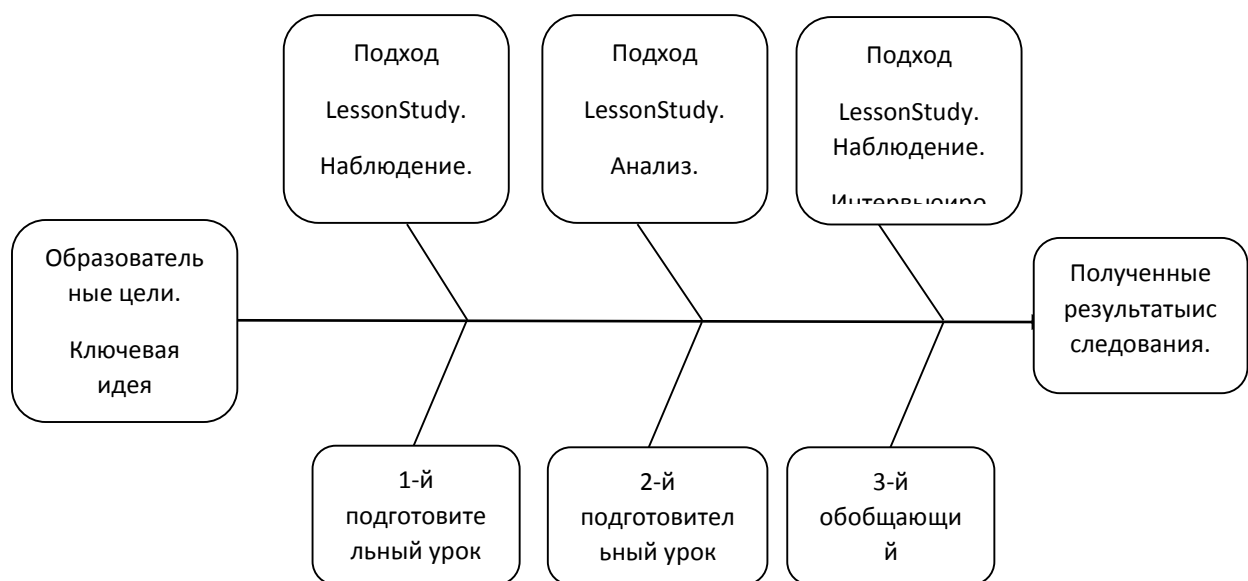 Подход
LessonStudy.
Наблюдение.
Подход
LessonStudy.
Анализ.
Подход
LessonStudy.
Наблюдение.
Интервьюиро
Образователь
ные цели.
Ключевая
идея
Полученные
результатыис
следования.
1-й
подготовите
льный урок
2-й
подготовител
ьный урок
3-й
обобщающи
й